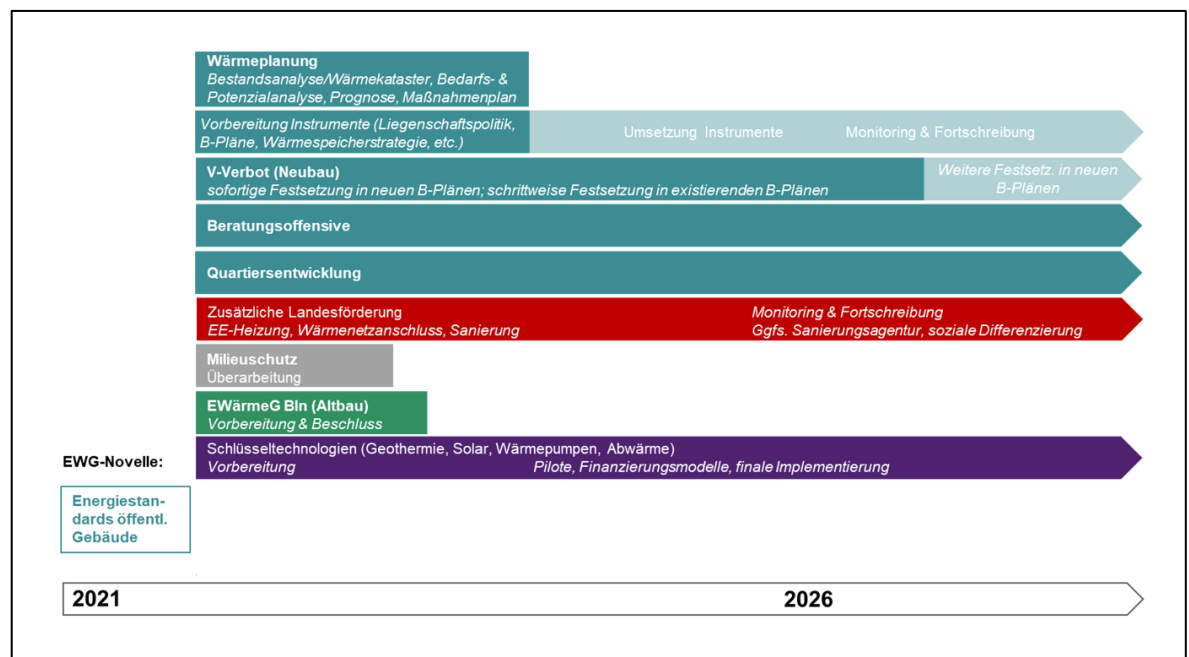 Wärmeplanung
Bestandsanalyse/Wärmekataster, Bedarfs- &
Potenzialanalyse, Prognose, Maßnahmenplan
Vorbereitung Instrumente (Liegenschaftspolitik,
B-Pläne, Wärmespeicherstrategie, etc.)
Umsetzung Instrumente
Monitoring & Fortschreibung
V-Verbot (Neubau)
sofortige Festsetzung in neuen B-Plänen; schrittweise Festsetzung in existierenden B-Plänen
Weitere Festsetz. in neuen
B-Plänen
Beratungsoffensive
Quartiersentwicklung
Zusätzliche Landesförderung
EE-Heizung, Wärmenetzanschluss, Sanierung
Monitoring & Fortschreibung
Ggfs. Sanierungsagentur, soziale Differenzierung
Milieuschutz
Überarbeitung
EWärmeG Bln (Altbau)
Vorbereitung & Beschluss
Schlüsseltechnologien (Geothermie, Solar, Wärmepumpen, Abwärme)
Vorbereitung
Pilote, Finanzierungsmodelle, finale Implementierung
EWG-Novelle:
Energiestan-
dards öffentl.
Gebäude
2021
2026